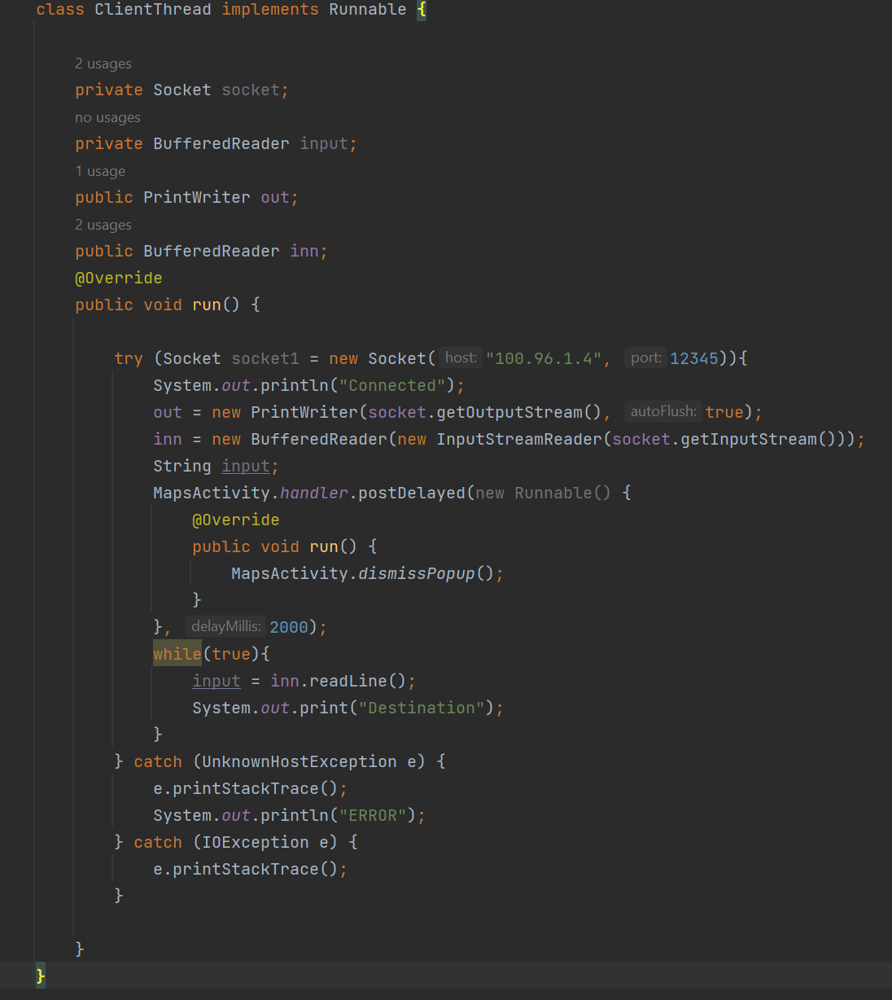 class ClientThread implements Runnable {
2 usages
private Socket socket;
no usages
private BufferedReader input;
1 usage
public PrintWriter out;
2 usages
public BufferedReader inn;
@Override
public void run() {
try (Socket socket1 = new Socket( host: "100.96.1.4", port: 12345)){
System.out.println("Connected");
out = new PrintWriter(socket.getOutputStream(), autoFlush: true);
inn = new BufferedReader(new InputStreamReader(socket.getInputStream()));
String input;
MapsActivity.handler.postDelayed(new Runnable() {
@Override
public void run() {
MapsActivity.dismissPopup();
}
}, delayMillis: 2000);
while(true){
input = inn.readLine();
System.out.print("Destination");
}
} catch (UnknownHostException e) {
e.printStackTrace();
System.out.println("ERROR");
} catch (IOException e) {
e.printStackTrace();
}
}
}